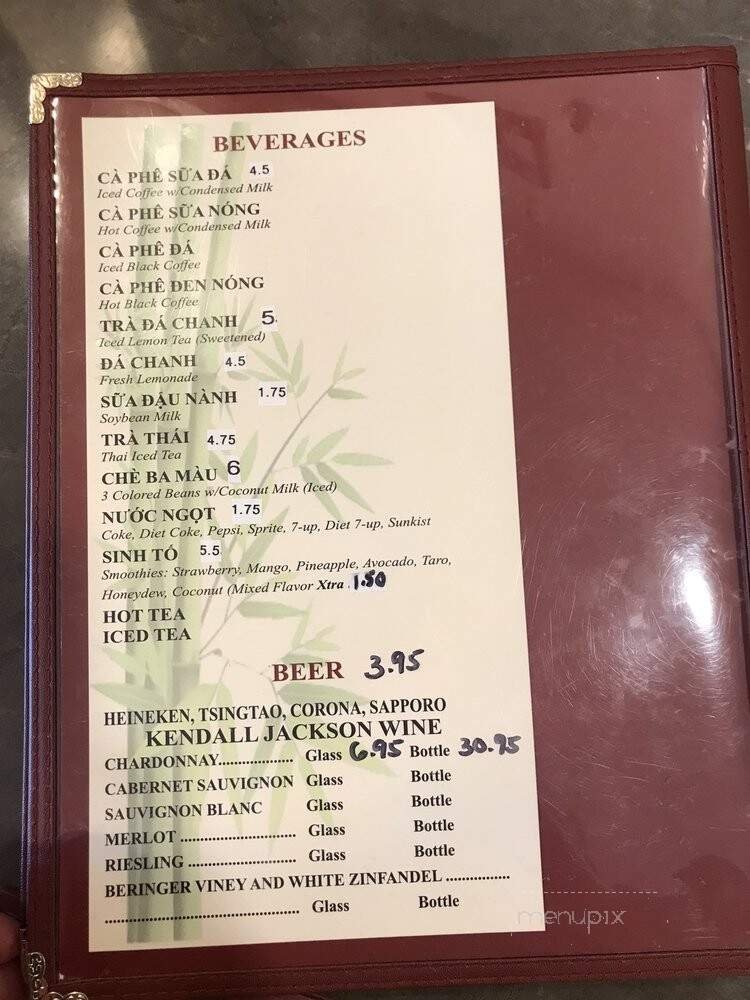 BEVERAGES
CÀ PHÊ SỮA ĐÁ 4.5
Iced Coffee w/Condensed Milk
CÀ PHÊ SỮA NÓNG
Hot Coffee w/Condensed Milk
CÀ PHÊ ĐÁ
Iced Black Coffee
CÀ PHÊ ĐEN NÓNG
Hot Black Coffee
TRÀ ĐÁ CHANH 5.
Iced Lemon Tea (Sweetened)
ĐÁ CHANH 4.5
Fresh Lemonade
SỮA ĐẬU NÀNH 1.75
Soybean Milk
TRÀ THÁI 4.75
Thai Iced Tea
CHÈ BA MÀU 6
3 Colored Beans w/Coconut Milk (Iced)
NƯỚC NGỌT 1.75
Coke, Diet Coke, Pepsi, Sprite, 7-up, Diet 7-up, Sunkist
SINH TỐ 5.5
Smoothies: Strawberry, Mango, Pineapple, Avocado, Taro,
Honeydew, Coconut (Mixed Flavor Xtra 1.50
HOT TEA
ICED TEA
BEER 3.95
HEINEKEN, TSINGTAO, CORONA, SAPPORO
KENDALL JACKSON WINE
CHARDONNAY................... Glass 6.95 Bottle 30.95
CABERNET SAUVIGNON Glass Bottle
SAUVIGNON BLANC Glass Bottle
MERLOT ............................. Glass Bottle
RIESLING ........................... Glass Bottle
BERINGER VINEY AND WHITE ZINFANDEL ................
................................................. Glass Bottle
menupix